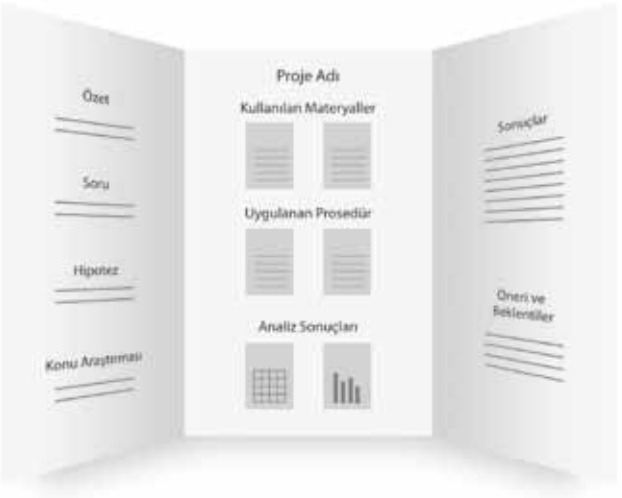 Özet
Soru
Hipotez
Konu Araştırması
Proje Adı
Kullanılan Materyaller
Uygulanan Prosedür
Analiz Sonuçları
Sonuçlar
Öneri ve
Beklentiler